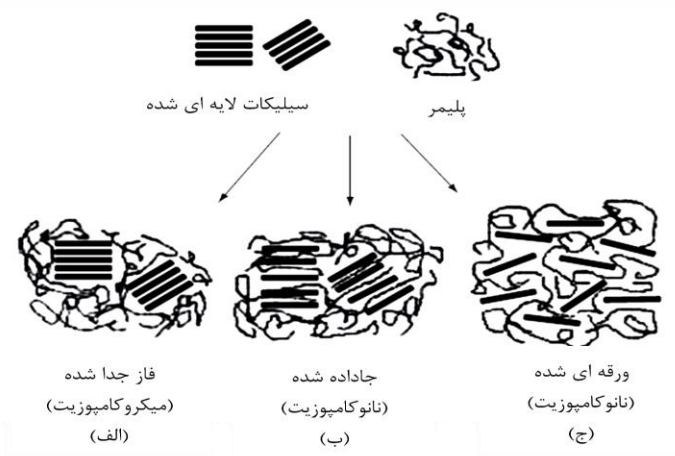 پلیمر
سیلیکات لایه ای شده
ورقه ای شده
(نانوکامپوزیت)
(ج)
جاداده شده
(نانوکامپوزیت)
(ب)
فاز جدا شده
(میکروکامپوزیت)
(الف)